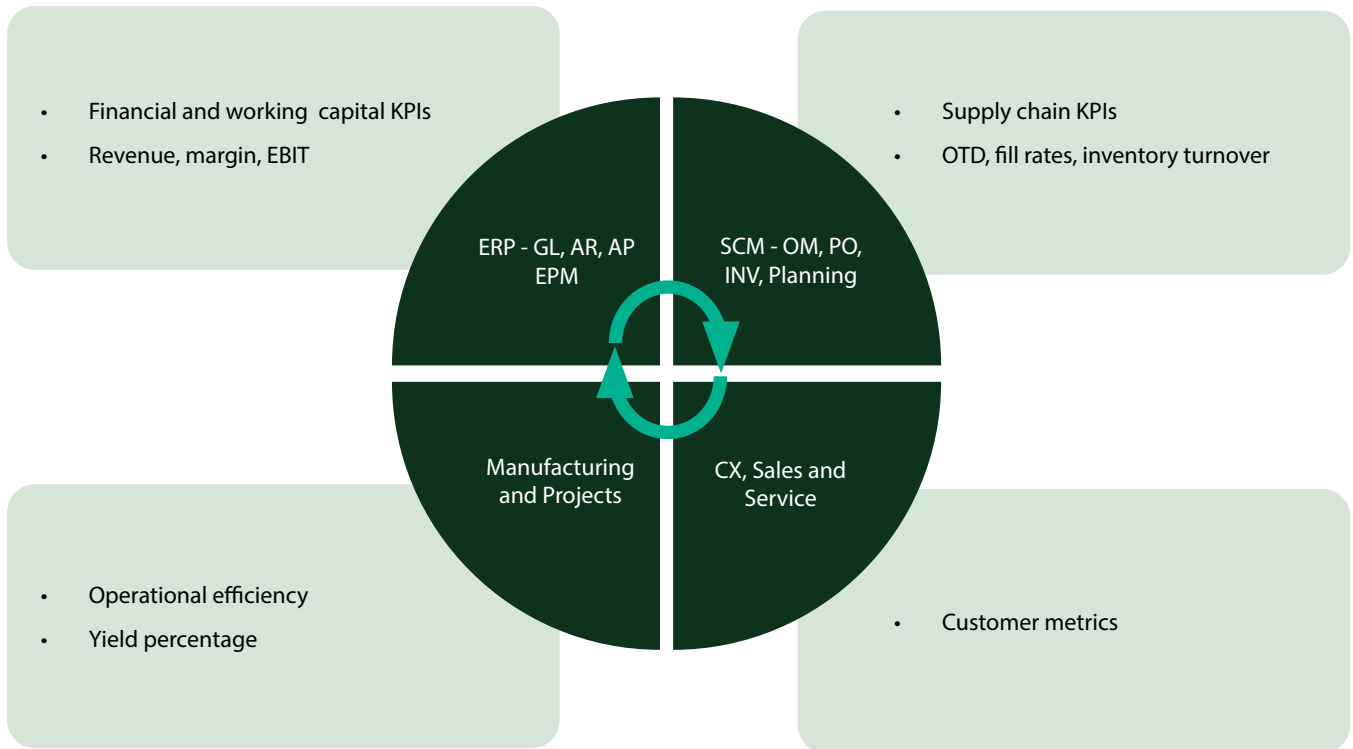 • Financial and working capital KPIs
• Revenue, margin, EBIT
• Supply chain KPIs
• OTD, fill rates, inventory turnover
ERP - GL, AR, AP
EPM
SCM - OM, PO,
INV, Planning
Manufacturing
and Projects
CX, Sales and
Service
• Operational efficiency
• Yield percentage
• Customer metrics